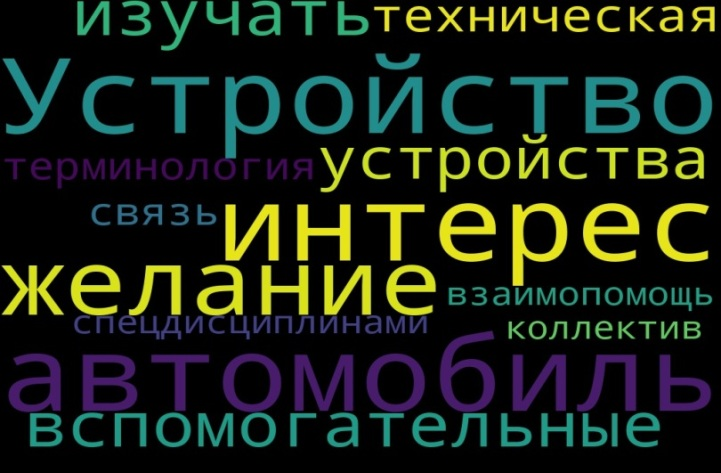 изучать техническая
Устройство
терминология устройства
связь интерес
желание взаимопомощь
спецдисциплинами коллектив
автомобиль
вспомогательные